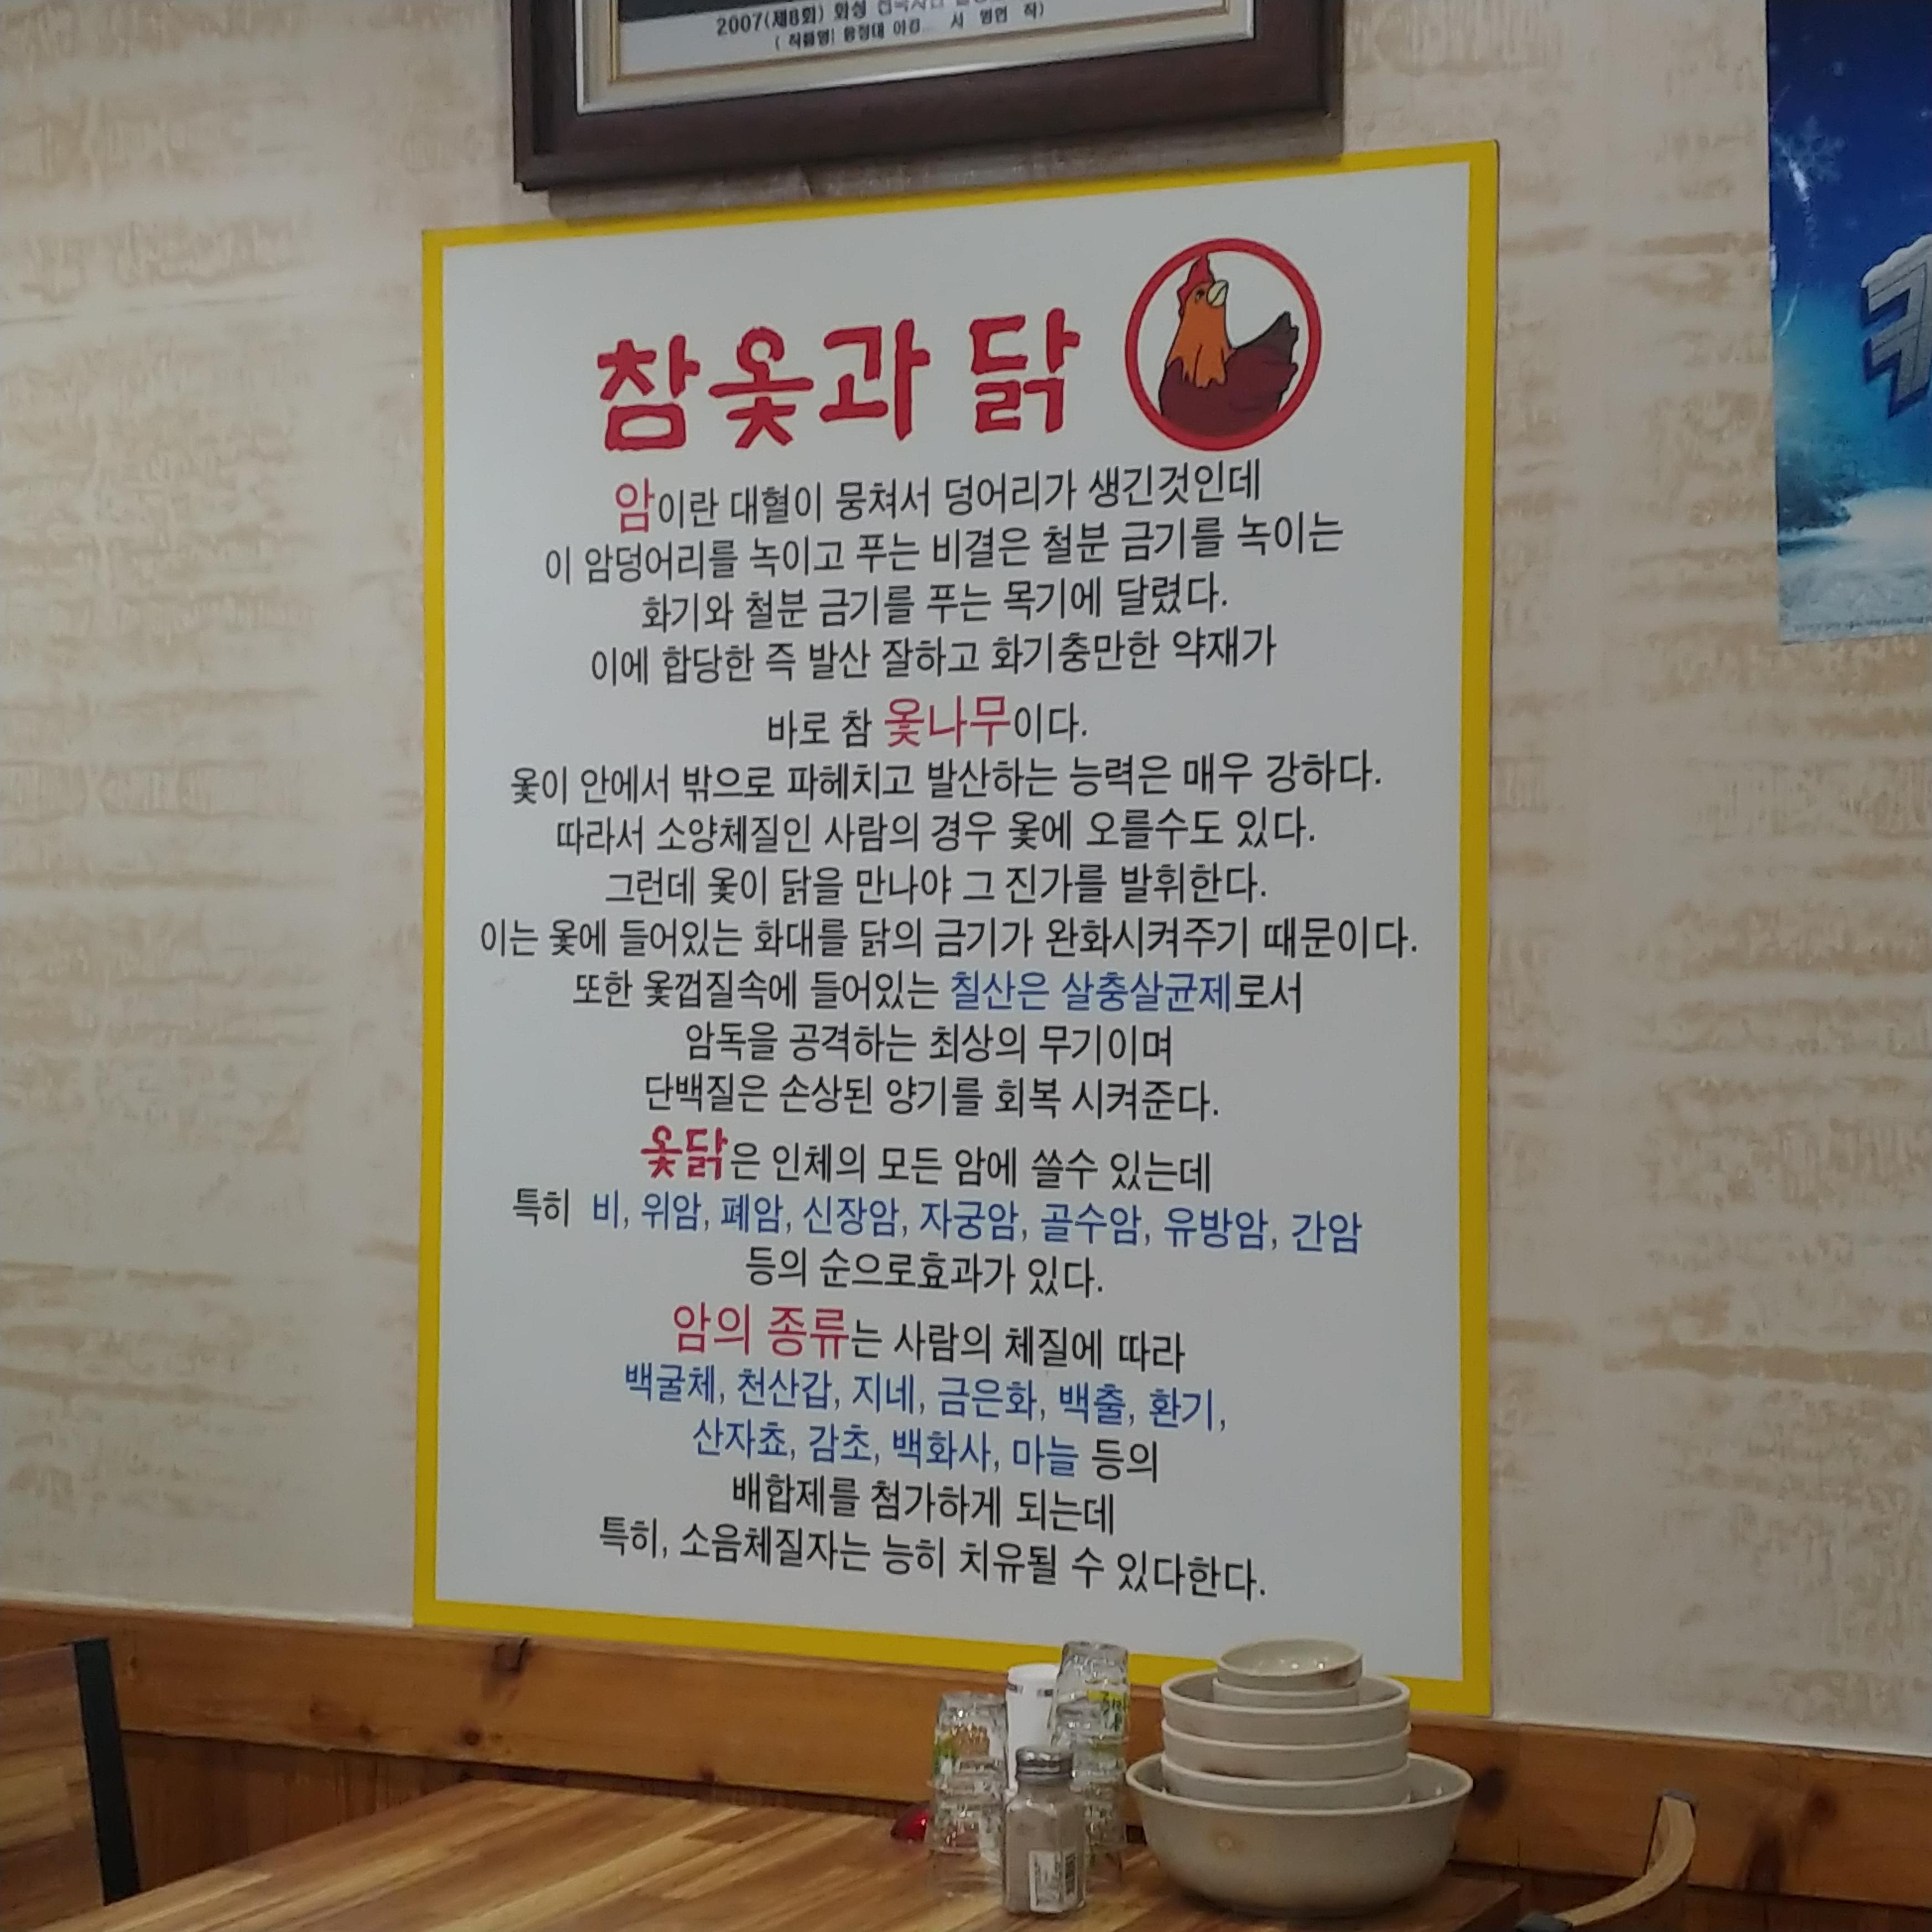 2007(제8회) 화성
참옻과 닭
암이란 대혈이 뭉쳐서 덩어리가 생긴것인데
이 암덩어리를 녹이고 푸는 비결은 철분 금기를 녹이는
화기와 철분 금기를 푸는 목기에 달렸다.
이에 합당한 즉 발산 잘하고 화기충만한 약재가
바로 참 옻나무이다.
옻이 안에서 밖으로 파헤치고 발산하는 능력은 매우 강하다.
따라서 소양체질인 사람의 경우 옻에 오를수도 있다.
그런데 옻이 닭을 만나야 그 진가를 발휘한다.
이는 옻에 들어있는 화대를 닭의 금기가 완화시켜주기 때문이다.
또한 옻껍질속에 들어있는 칠산은 살충살균제로서
암독을 공격하는 최상의 무기이며
단백질은 손상된 양기를 회복 시켜준다.
옻닭은 인체의 모든 암에 쓸수 있는데
특히 비, 위암, 폐암, 신장암, 자궁암, 골수암, 유방암, 간암
등의 순으로효과가 있다.
암의 종류는 사람의 체질에 따라
백굴체, 천산갑, 지네, 금은화, 백출, 환기,
산자쵸, 감초, 백화사, 마늘 등의
배합제를 첨가하게 되는데
특히, 소음체질자는 능히 치유될 수 있다한다.